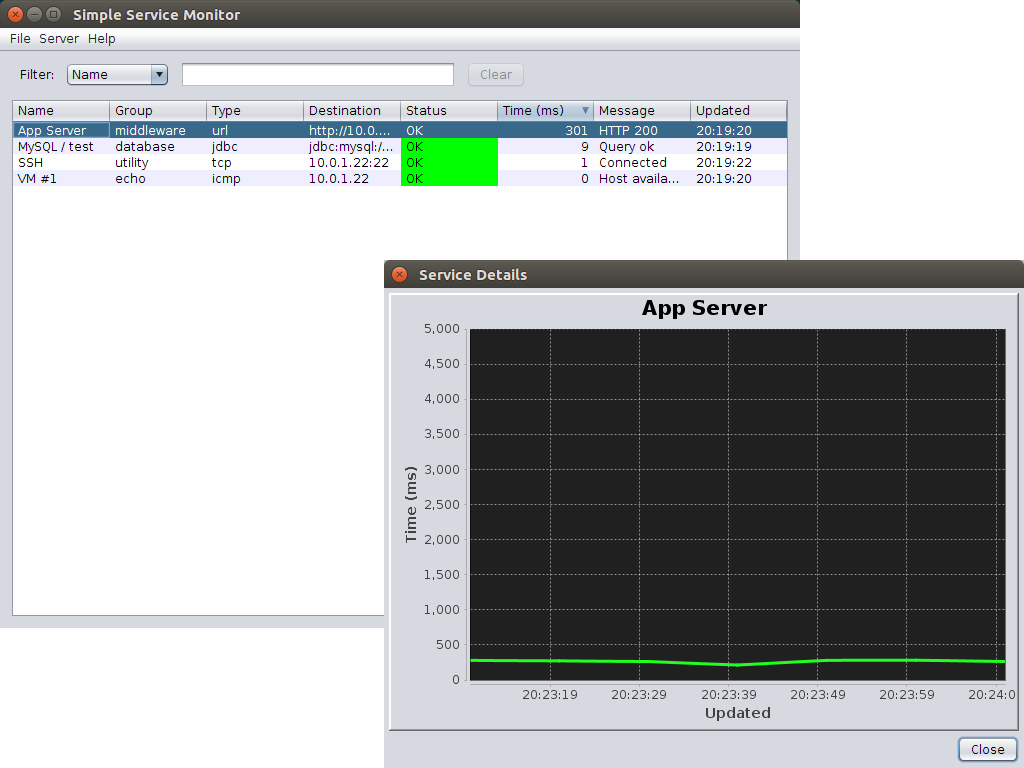 Simple Service Monitor
File Server Help
Filter: Name Clear
Name Group Type Destination Status Time (ms) Message Updated
App Server middleware url http://10.0.... OK 301 HTTP 200 20:19:20
MySQL / test database jdbc jdbc:mysql:/... OK 9 Query ok 20:19:19
SSH utility tcp 10.0.1.22:22 OK 1 Connected 20:19:22
VM #1 echo icmp 10.0.1.22 OK 0 Host availa... 20:19:20
Service Details
App Server
5,000
4,500
4,000
3,500
3,000
2,500
2,000
1,500
1,000
500
0
Time (ms)
20:23:19 20:23:29 20:23:39 20:23:49 20:23:59 20:24:0
Updated
Close